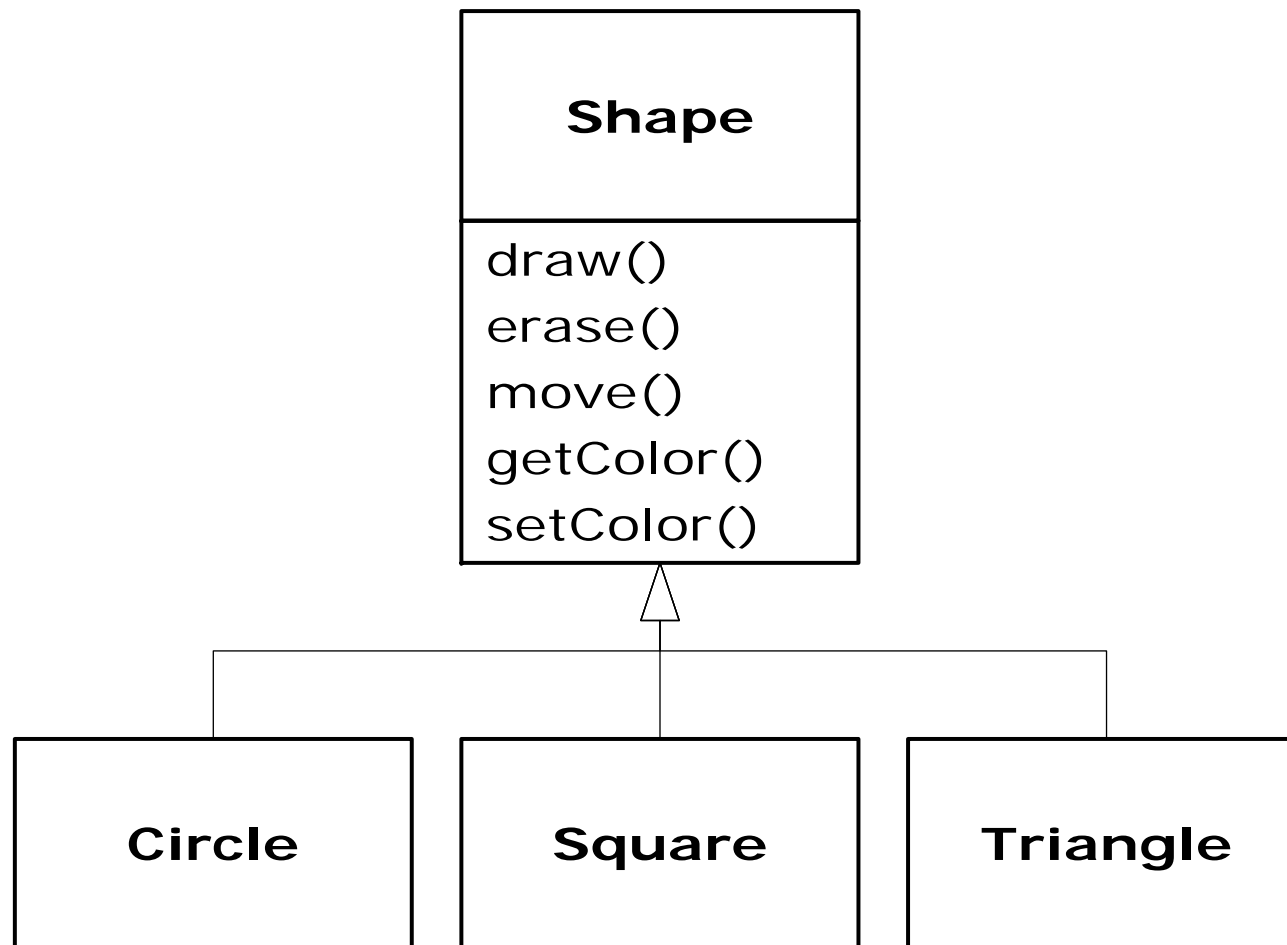 Shape
draw()
erase()
move()
getColor()
setColor()
Circle
Square
Triangle